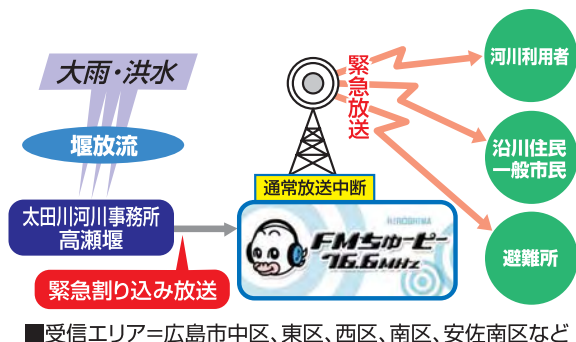 大雨・洪水
堰放流
太田川河川事務所
高瀬堰
緊急割り込み放送
緊急放送
通常放送中断
HIROSHIMA
FMちゅーピー
76.6MHz
河川利用者
沿川住民
一般市民
避難所
■受信エリア=広島市中区、東区、西区、南区、安佐南区など